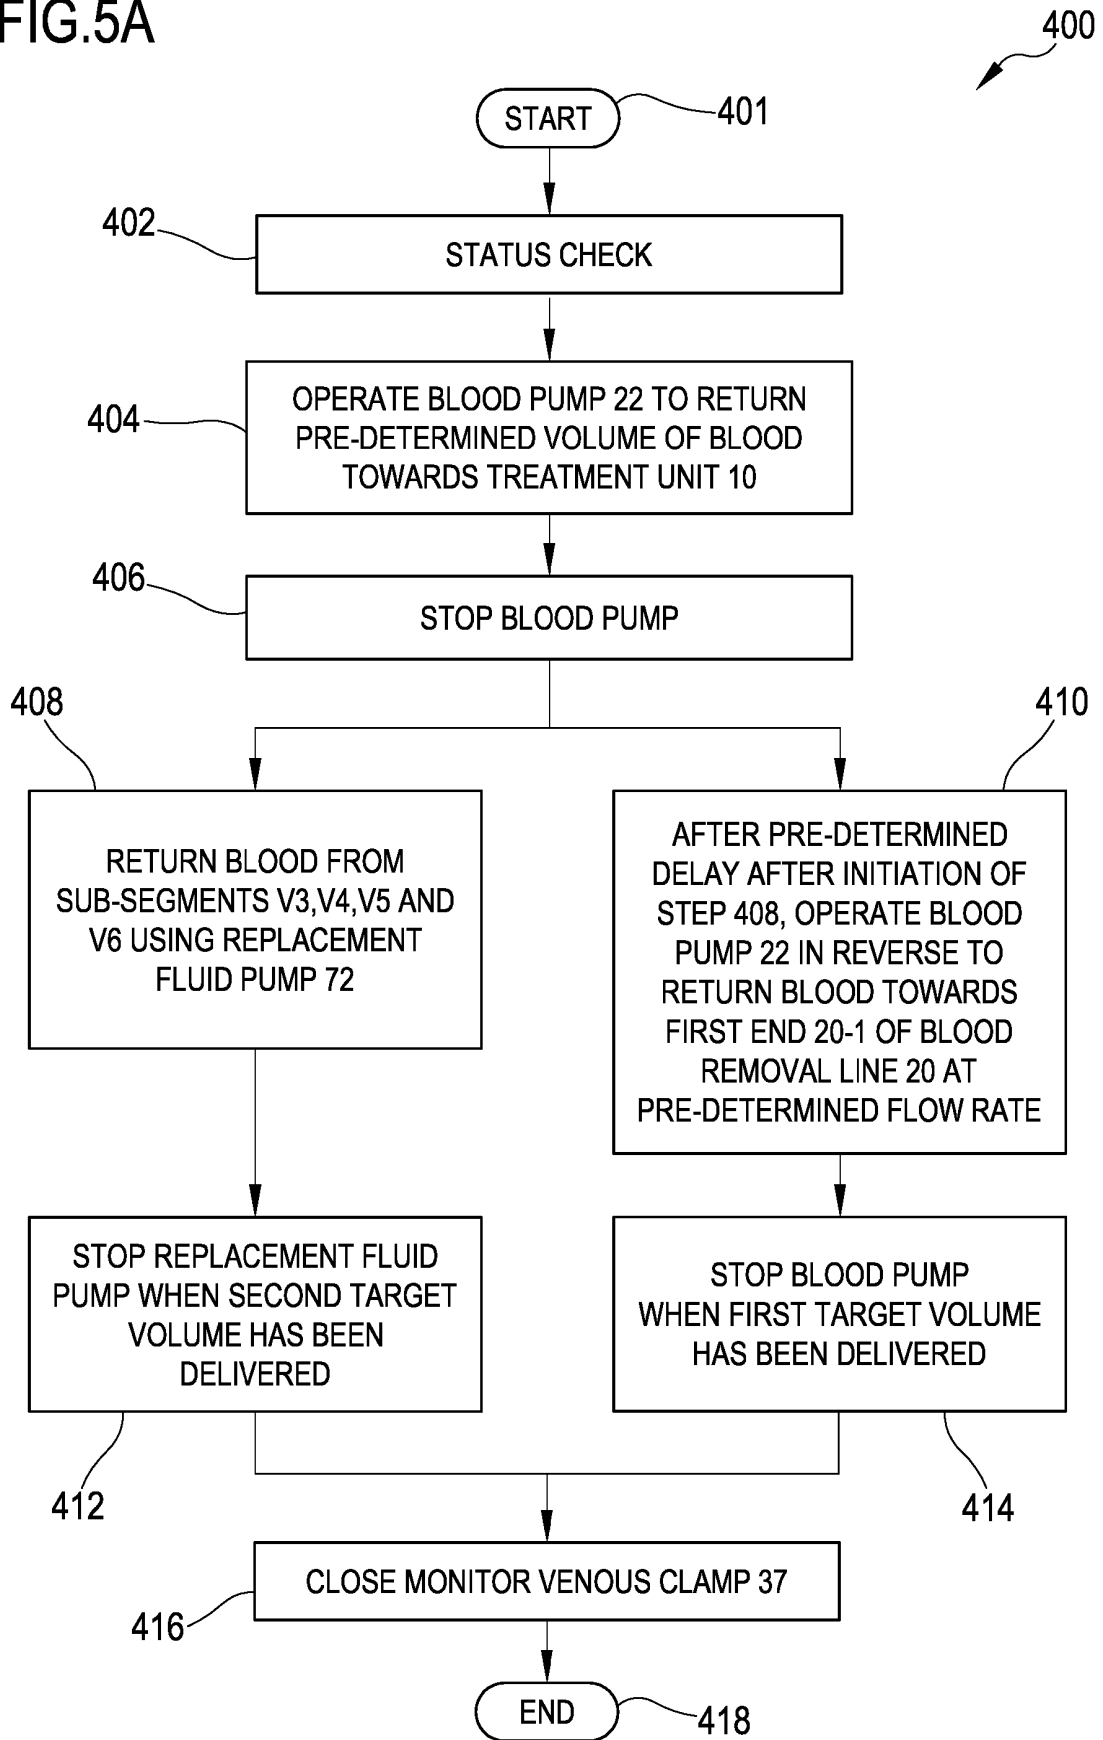 FIG.5A
400
START
401
402
STATUS CHECK
404
OPERATE BLOOD PUMP 22 TO RETURN
PRE-DETERMINED VOLUME OF BLOOD
TOWARDS TREATMENT UNIT 10
406
STOP BLOOD PUMP
408
410
RETURN BLOOD FROM
SUB-SEGMENTS V3,V4,V5 AND
V6 USING REPLACEMENT
FLUID PUMP 72
AFTER PRE-DETERMINED
DELAY AFTER INITIATION OF
STEP 408, OPERATE BLOOD
PUMP 22 IN REVERSE TO
RETURN BLOOD TOWARDS
FIRST END 20-1 OF BLOOD
REMOVAL LINE 20 AT
PRE-DETERMINED FLOW RATE
STOP REPLACEMENT FLUID
PUMP WHEN SECOND TARGET
VOLUME HAS BEEN
DELIVERED
STOP BLOOD PUMP
WHEN FIRST TARGET VOLUME
HAS BEEN DELIVERED
412
414
CLOSE MONITOR VENOUS CLAMP 37
416
END
418